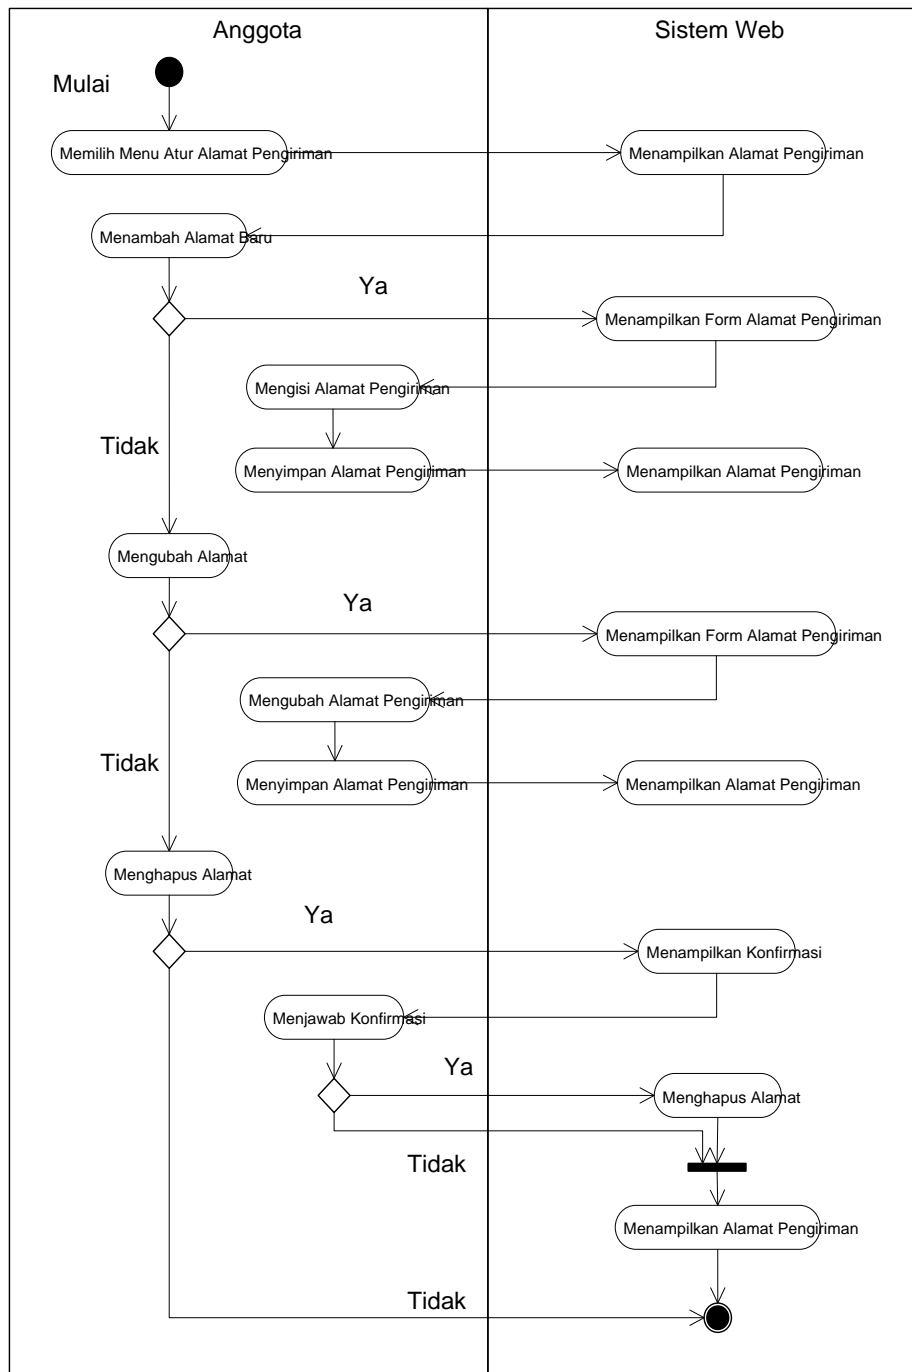 Anggota
Sistem Web
Mulai
Memilih Menu Atur Alamat Pengiriman
Menampilkan Alamat Pengiriman
Menambah Alamat Baru
Ya
Menampilkan Form Alamat Pengiriman
Mengisi Alamat Pengiriman
Tidak
Menyimpan Alamat Pengiriman
Menampilkan Alamat Pengiriman
Mengubah Alamat
Ya
Menampilkan Form Alamat Pengiriman
Mengubah Alamat Pengiriman
Tidak
Menyimpan Alamat Pengiriman
Menampilkan Alamat Pengiriman
Menghapus Alamat
Ya
Menampilkan Konfirmasi
Menjawab Konfirmasi
Ya
Menghapus Alamat
Tidak
Menampilkan Alamat Pengiriman
Tidak